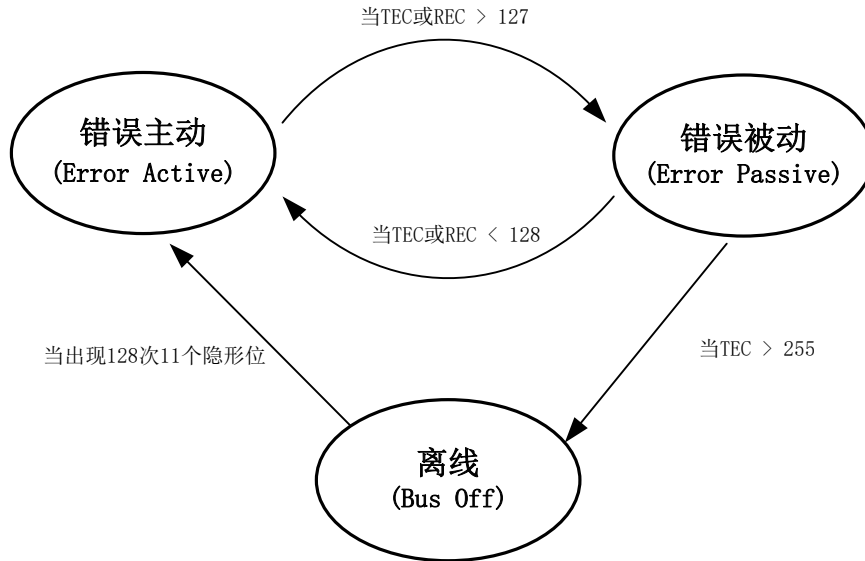 当TEC或REC > 127
错误主动
(Error Active)
错误被动
(Error Passive)
当TEC或REC < 128
当出现128次11个隐形位
当TEC > 255
离线
(Bus Off)